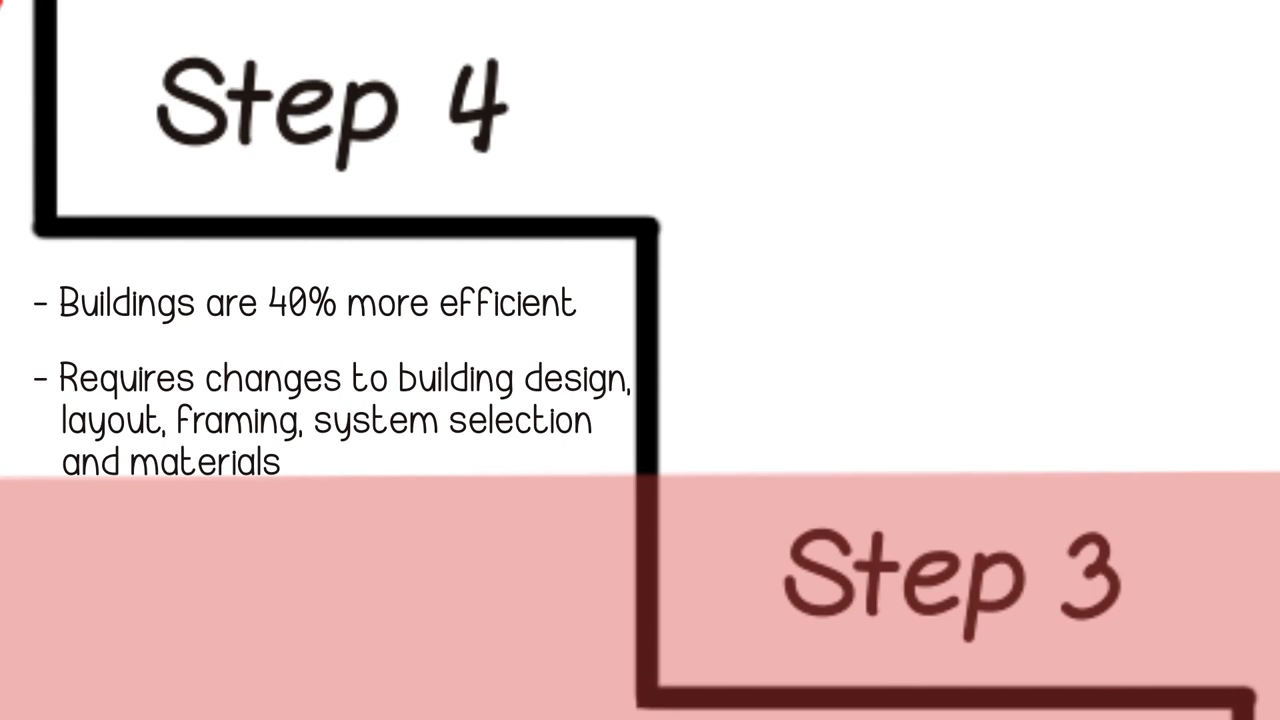 Step 4
- Buildings are 40% more efficient
- Requires changes to building design,
layout, framing, system selection
and materials
Step 3